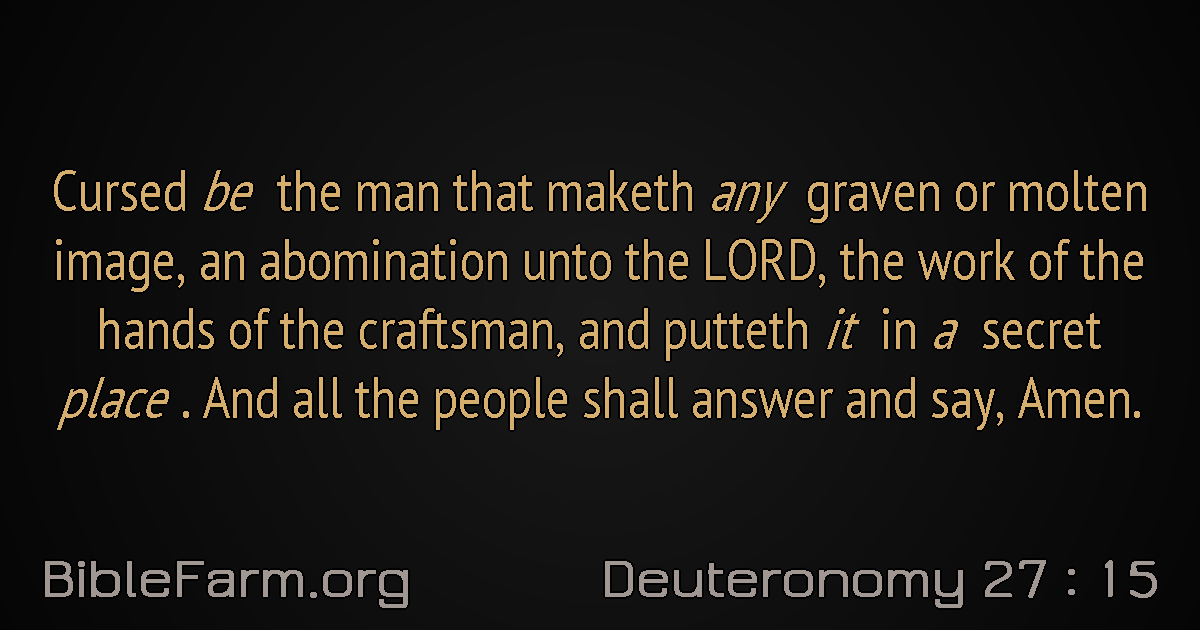 Cursed be the man that maketh any graven or molten
image, an abomination unto the LORD, the work of the
hands of the craftsman, and putteth it in a secret
place . And all the people shall answer and say, Amen.
BibleFarm.org
Deuteronomy 27 : 15